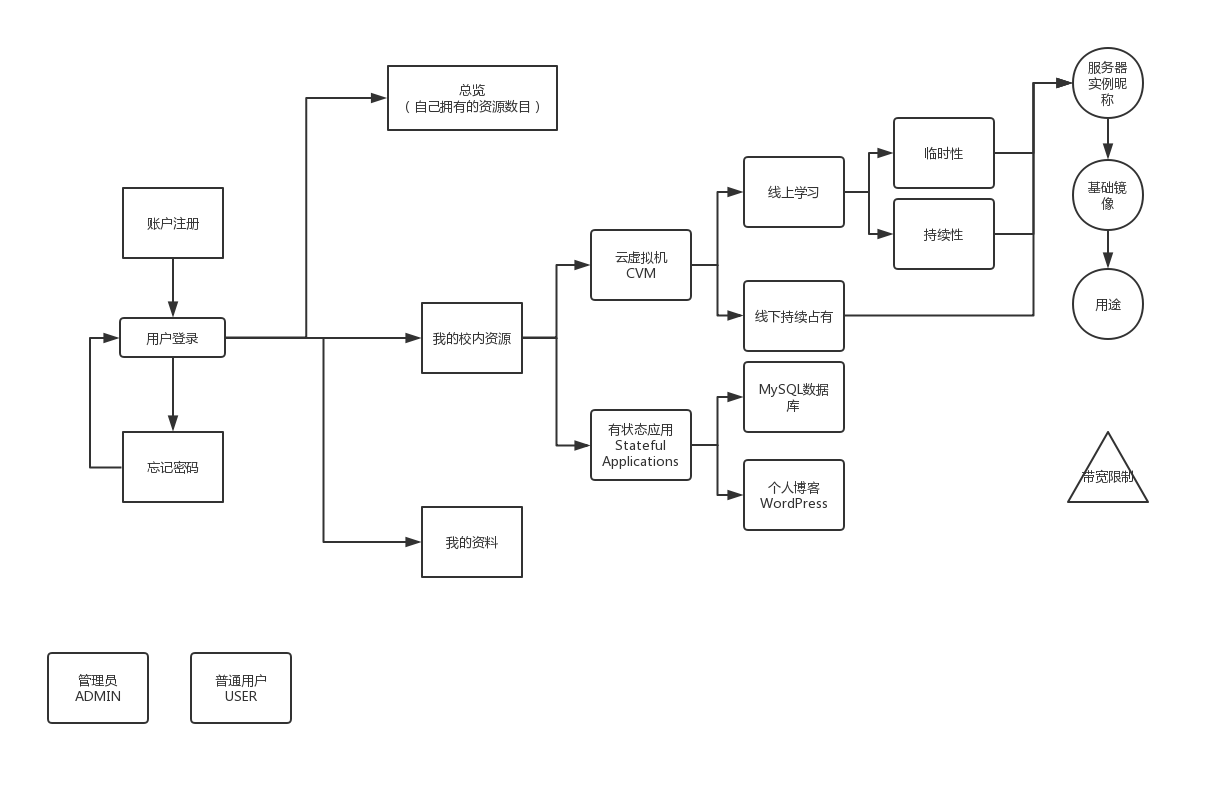 总览
（自己拥有的资源数目）
账户注册
用户登录
忘记密码
我的校内资源
我的资料
云虚拟机
CVM
有状态应用
Stateful
Applications
线上学习
线下持续占有
MySQL数据
库
个人博客
WordPress
临时性
持续性
服务器
实例昵
称
基础镜
像
用途
带宽限制
管理员
ADMIN
普通用户
USER